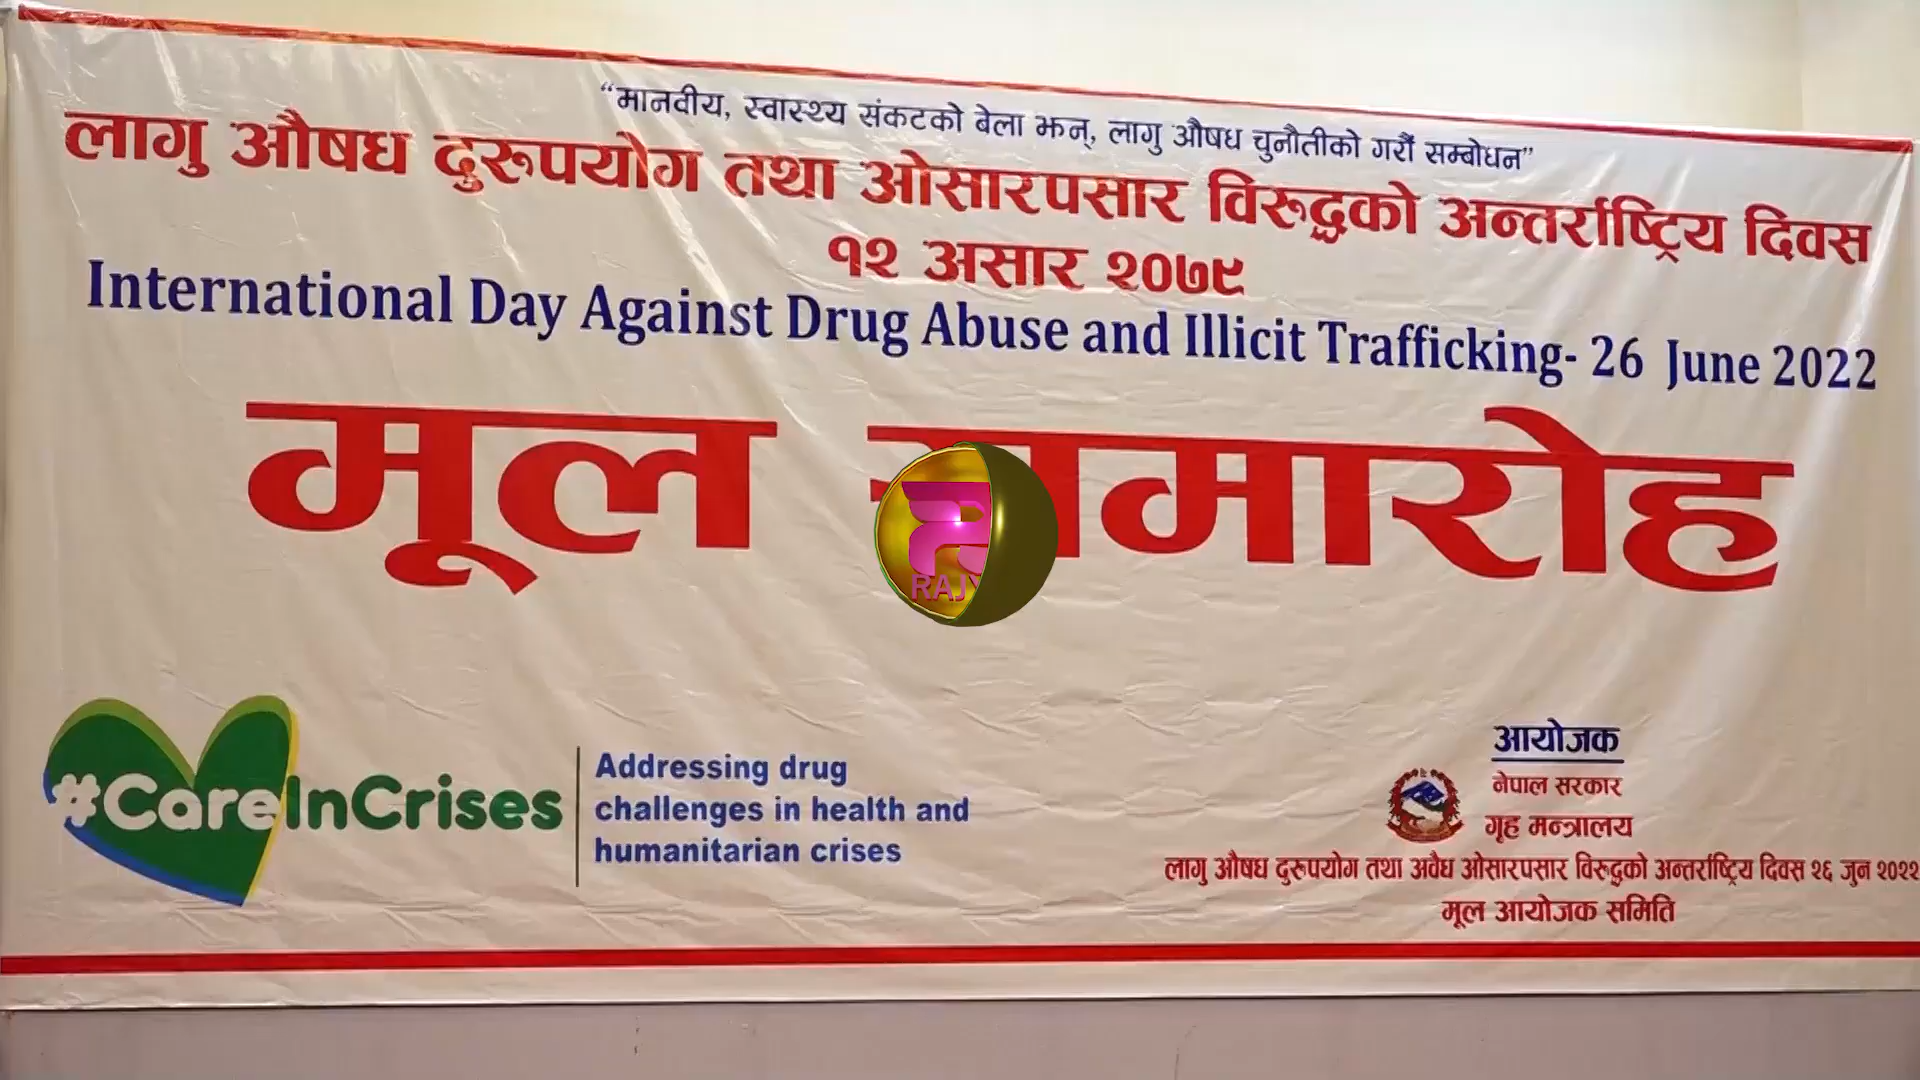 “मानवीय, स्वास्थ्य संकटको बेला झन्, लागु औषध चुनौतीको गरौं सम्बोधन”
लागु औषध दुरुपयोग तथा ओसारपसार विरुद्धको अन्तर्राष्ट्रिय दिवस
१२ असार २०७९
International Day Against Drug Abuse and Illicit Trafficking- 26 June 2022
मूल
#CareInCrises
Addressing drug
challenges in health and
humanitarian crises
आयोजक
नेपाल सरकार
गृह मन्त्रालय
लागु औषध दुरुपयोग तथा अवैध ओसारपसार विरुद्धको अन्तर्राष्ट्रिय दिवस २६ जुन २०२२
मूल आयोजक समिति